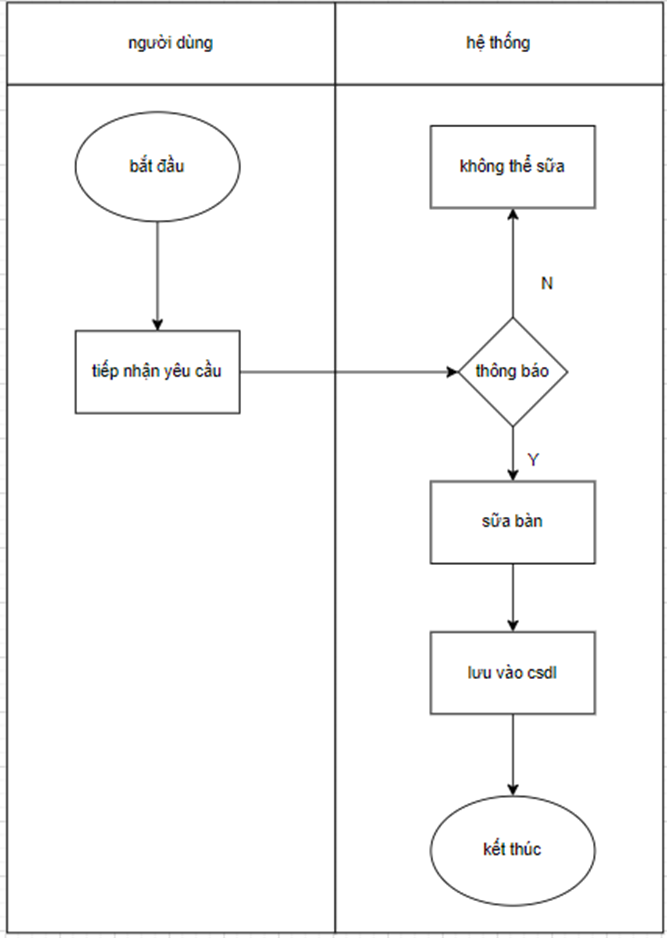 người dùng
hệ thống
bắt đầu
không thể sữa
N
tiếp nhận yêu cầu
thông báo
Y
sữa bàn
lưu vào csdl
kết thúc